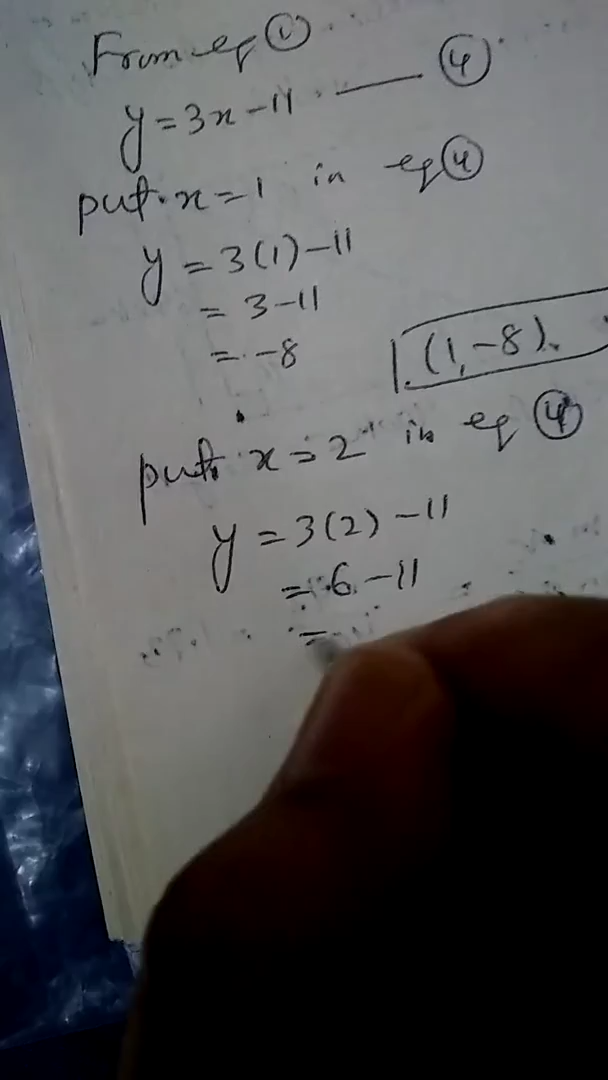 From eq ①
y = 3x - 11 —— ④
put x = 1 in eq ④
y = 3(1) - 11
= 3 - 11
= -8
(1, -8).
put x = 2 in eq ④
y = 3(2) - 11
= 6 - 11
=